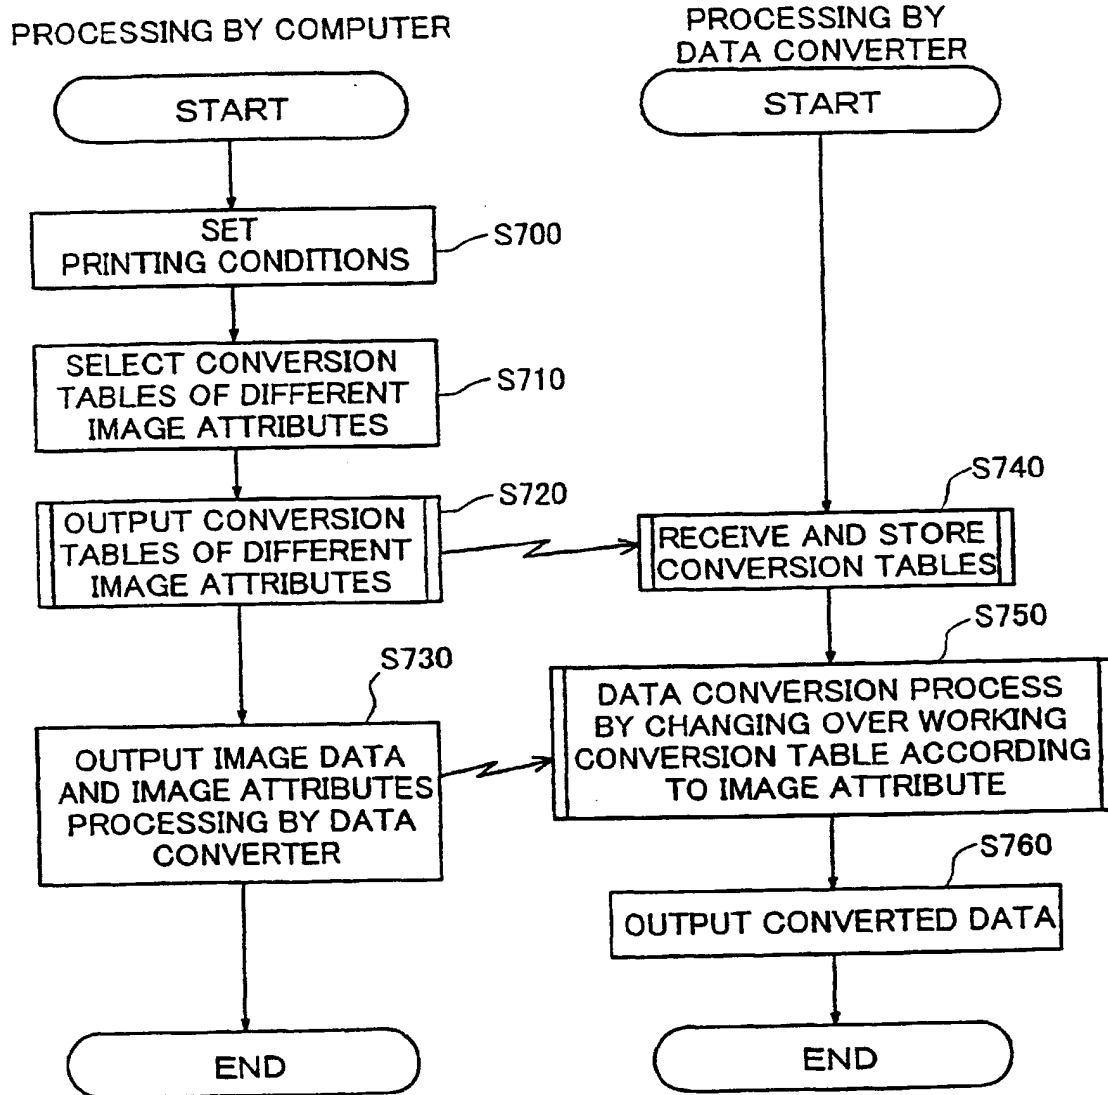 PROCESSING BY COMPUTER
START
SET
PRINTING CONDITIONS
S700
SELECT CONVERSION
TABLES OF DIFFERENT
IMAGE ATTRIBUTES
S710
OUTPUT CONVERSION
TABLES OF DIFFERENT
IMAGE ATTRIBUTES
S720
OUTPUT IMAGE DATA
AND IMAGE ATTRIBUTES
PROCESSING BY DATA
CONVERTER
S730
END
PROCESSING BY
DATA CONVERTER
START
S740
RECEIVE AND STORE
CONVERSION TABLES
S750
DATA CONVERSION PROCESS
BY CHANGING OVER WORKING
CONVERSION TABLE ACCORDING
TO IMAGE ATTRIBUTE
S760
OUTPUT CONVERTED DATA
END